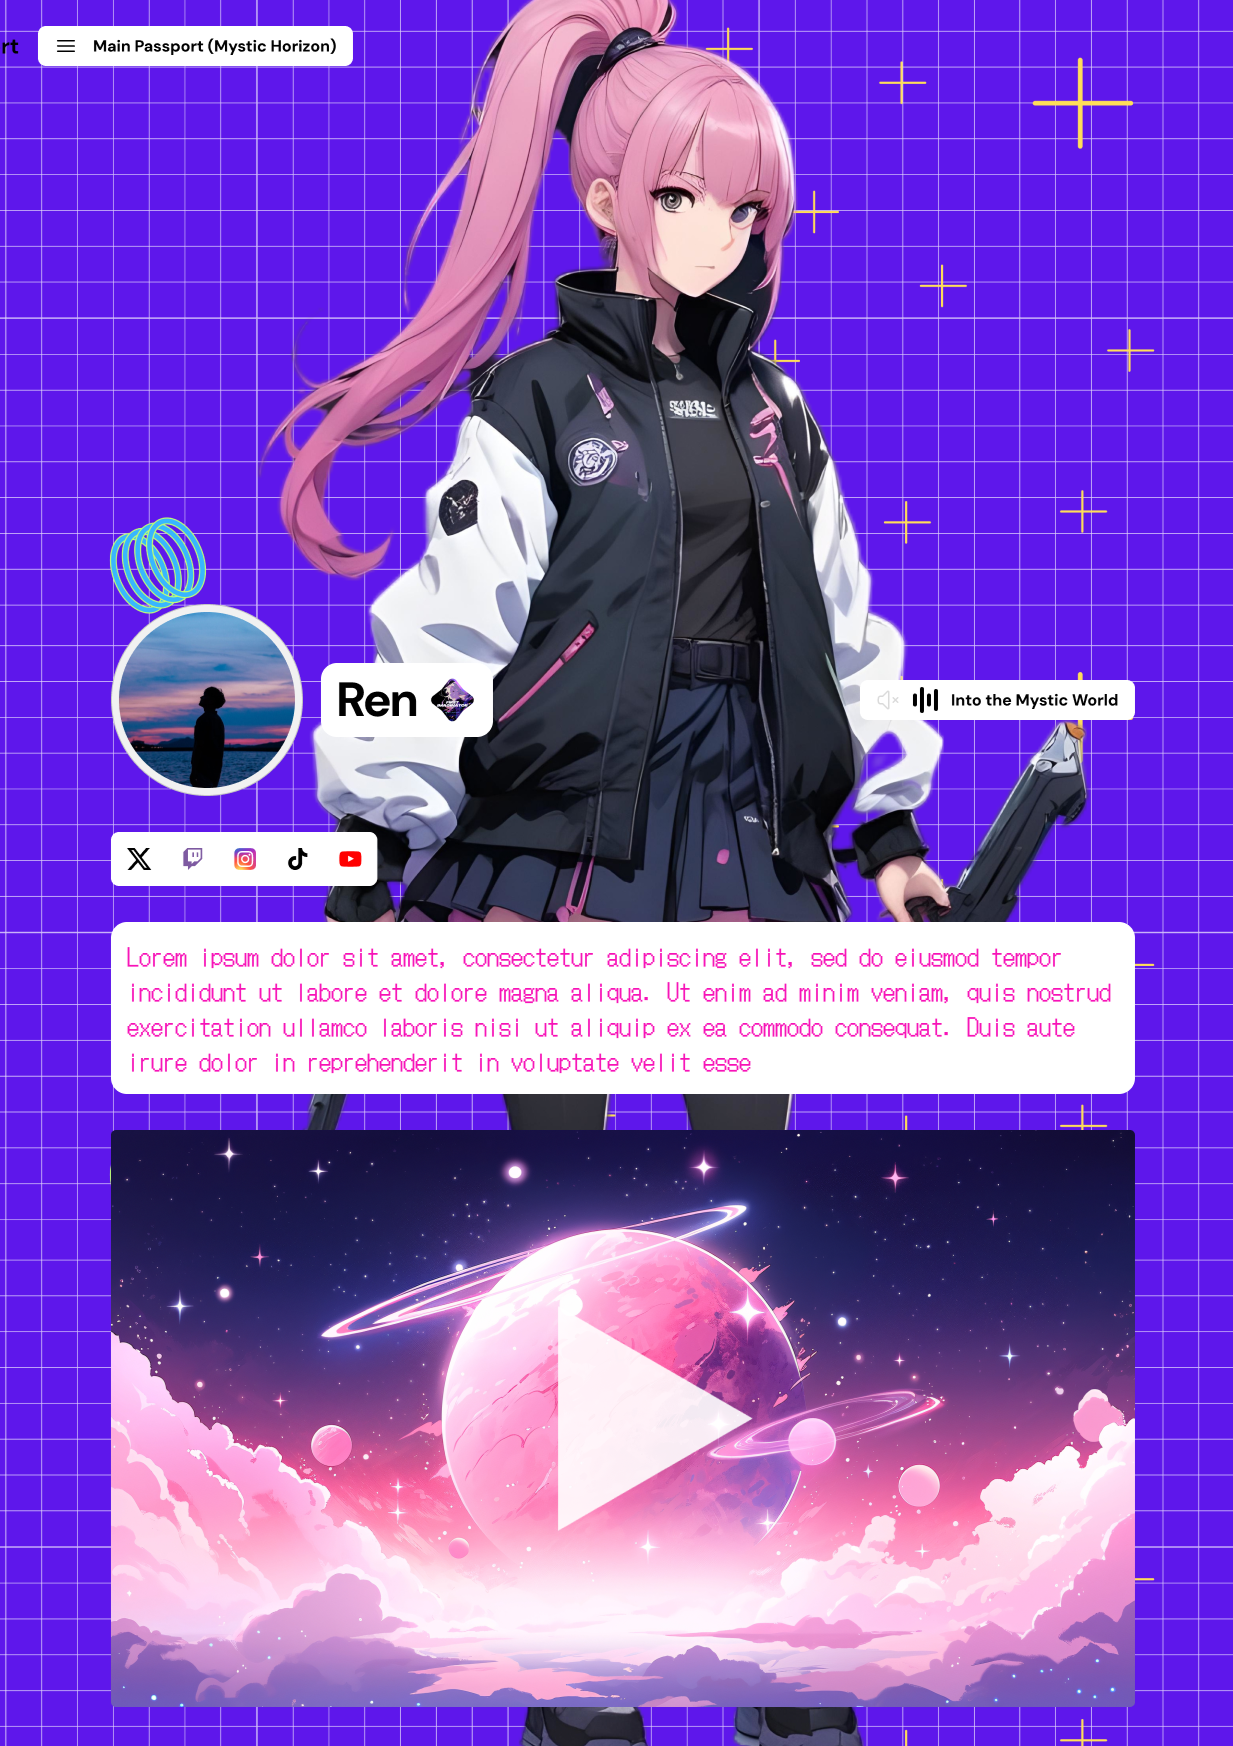 rt
Main Passport (Mystic Horizon)
Ren
Into the Mystic World
Lorem ipsum dolor sit amet, consectetur adipiscing elit, sed do eiusmod tempor
incididunt ut labore et dolore magna aliqua. Ut enim ad minim veniam, quis nostrud
exercitation ullamco laboris nisi ut aliquip ex ea commodo consequat. Duis aute
irure dolor in reprehenderit in voluptate velit esse